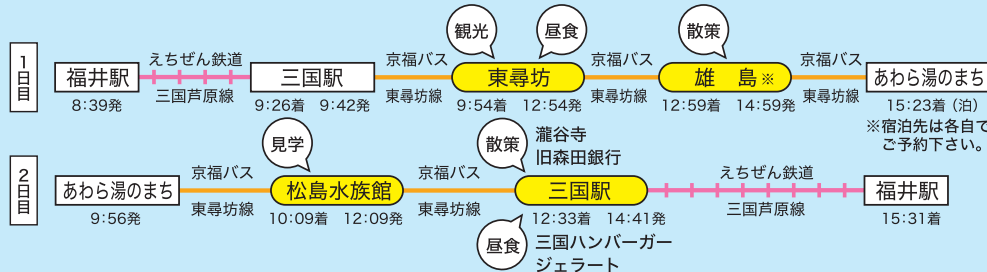 観光
昼食
散策
1日目
えちぜん鉄道
京福バス
京福バス
京福バス
福井駅
三国駅
東尋坊
雄島※
あわら湯のまち
三国芦原線
東尋坊線
東尋坊線
東尋坊線
8:39発
9:26着
9:42発
9:54着
12:54発
12:59着
14:59発
15:23着（泊）
※宿泊先は各自で
ご予約下さい。
見学
散策
瀧谷寺
旧森田銀行
2日目
京福バス
京福バス
えちぜん鉄道
あわら湯のまち
松島水族館
三国駅
福井駅
東尋坊線
東尋坊線
三国芦原線
9:56発
10:09着
12:09発
12:33着
14:41発
15:31着
昼食
三国ハンバーガー
ジェラート